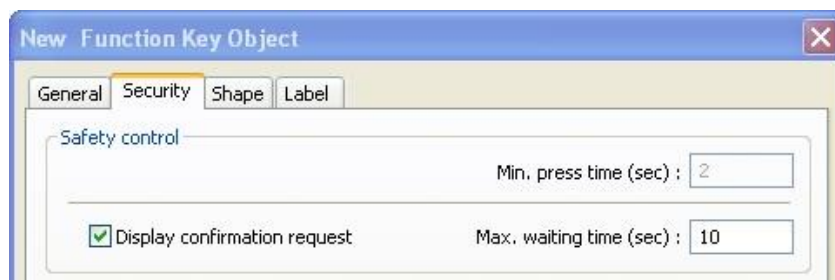 New Function Key Object
General Security Shape Label
Safety control
Min. press time (sec) : 2
Display confirmation request Max. waiting time (sec) : 10